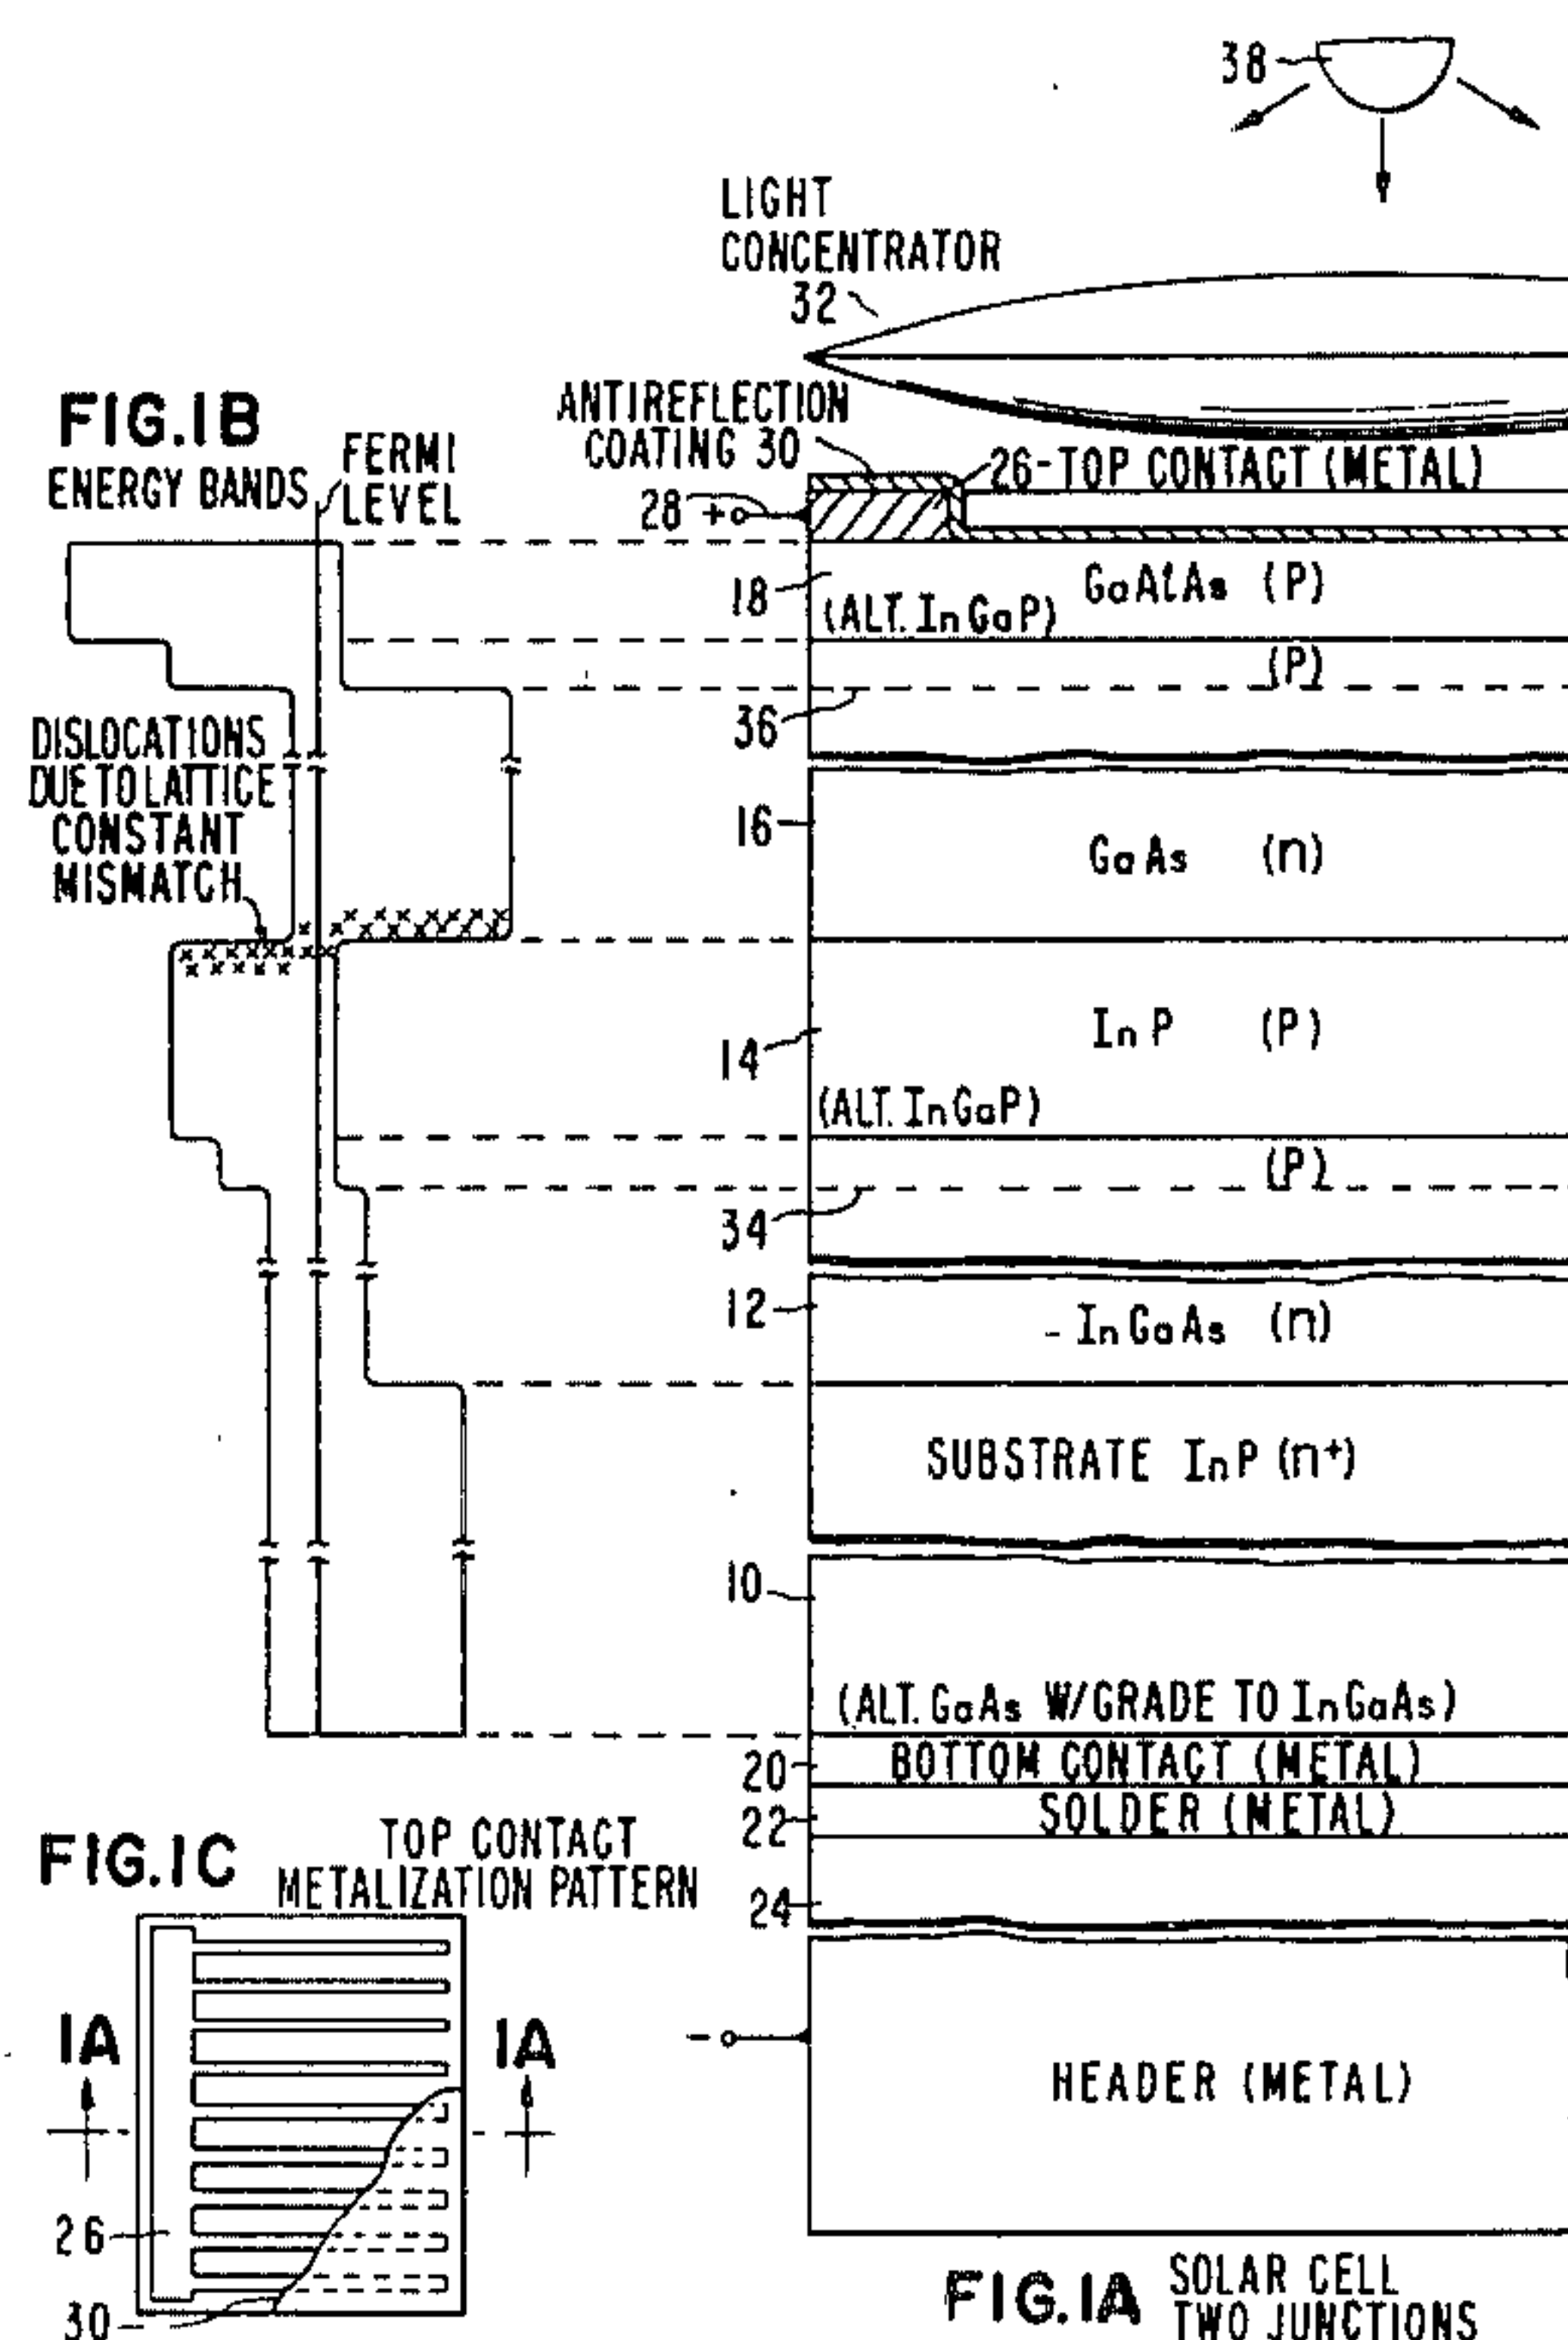 38
LIGHT
CONCENTRATOR
32
FIG.1B
ENERGY BANDS
FERMI
LEVEL
ANTIREFLECTION
COATING 30
26-TOP CONTACT (METAL)
28 +
18
GaAlAs (P)
(ALT. InGaP)
(P)
36
DISLOCATIONS
DUE TO LATTICE
CONSTANT
MISMATCH
16
GaAs (n)
14
InP (P)
(ALT. InGaP)
(P)
34
12
- InGaAs (n)
SUBSTRATE InP (n+)
10
(ALT. GaAs W/GRADE TO InGaAs)
20
BOTTOM CONTACT (METAL)
22
SOLDER (METAL)
24
-
HEADER (METAL)
FIG.1C
TOP CONTACT
METALIZATION PATTERN
1A
1A
26
30
FIG.1A
SOLAR CELL
TWO JUNCTIONS